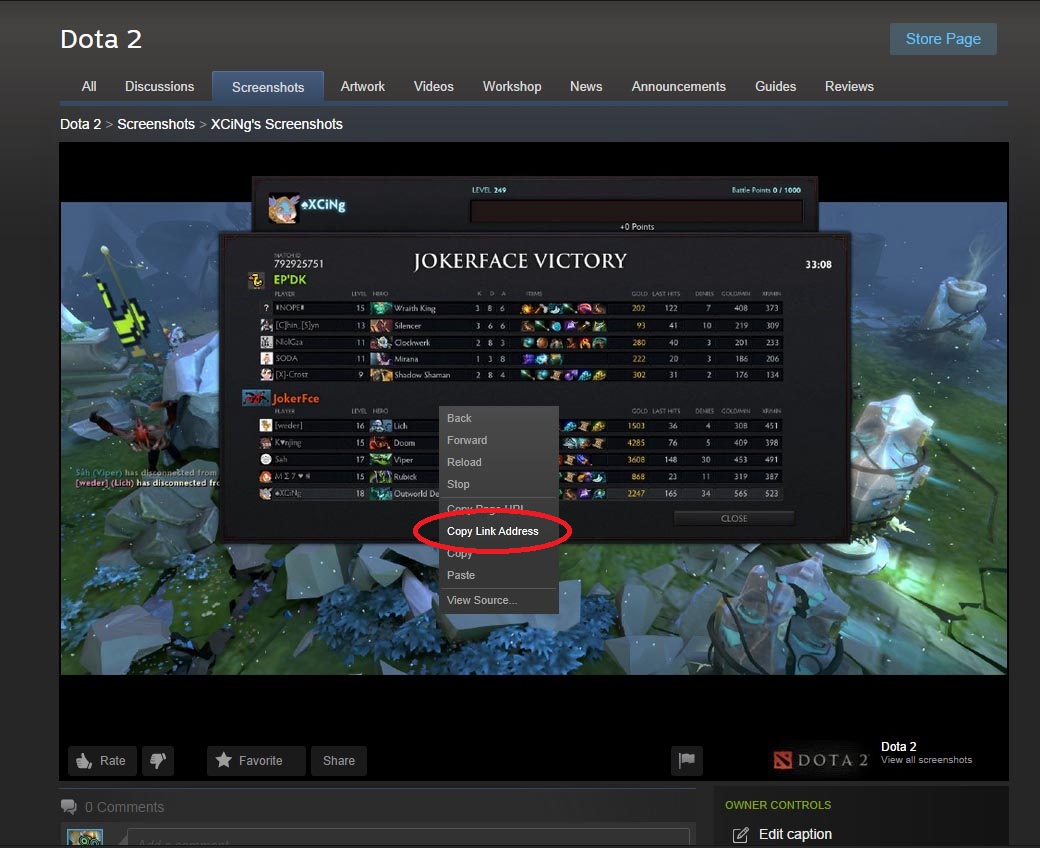 Dota 2
Store Page
All Discussions Screenshots Artwork Videos Workshop News Announcements Guides Reviews
Dota 2 > Screenshots > XCiNg's Screenshots
LEVEL 249 Battle Points 0 / 1000
♠XCiNg
+0 Points
MATCH ID
792925751
JOKERFACE VICTORY
33:08
EP'DK
PLAYER LEVEL HERO K D A ITEMS GOLD LAST HITS DENIES GOLD/MIN XP/MIN
NOPE 15 Wraith King 3 8 6 202 122 7 408 373
[C]hin_[S]yn 13 Silencer 3 6 6 93 41 10 219 309
NlolGza 11 Clockwerk 2 8 3 280 40 3 201 233
SODA 11 Mirana 1 3 8 222 20 3 186 206
[X]-Crosz 9 Shadow Shaman 2 8 4 302 31 2 176 134
JokerFce
PLAYER LEVEL HERO GOLD LAST HITS DENIES GOLD/MIN XP/MIN
[weder] 16 Lich 1503 36 4 308 451
K♥njing 15 Doom 4285 76 5 409 398
Sàh 17 Viper 3608 148 30 453 491
15 Rubick 868 23 11 319 387
♠XCiNg 18 Outworld De 2247 165 34 565 523
Sàh (Viper) has disconnected from
[weder] (Lich) has disconnected fro
CLOSE
Back
Forward
Reload
Stop
Copy Page URL
Copy Link Address
Copy
Paste
View Source...
Rate Favorite Share
DOTA 2
Dota 2
View all screenshots
0 Comments
Add a comment
OWNER CONTROLS
Edit caption